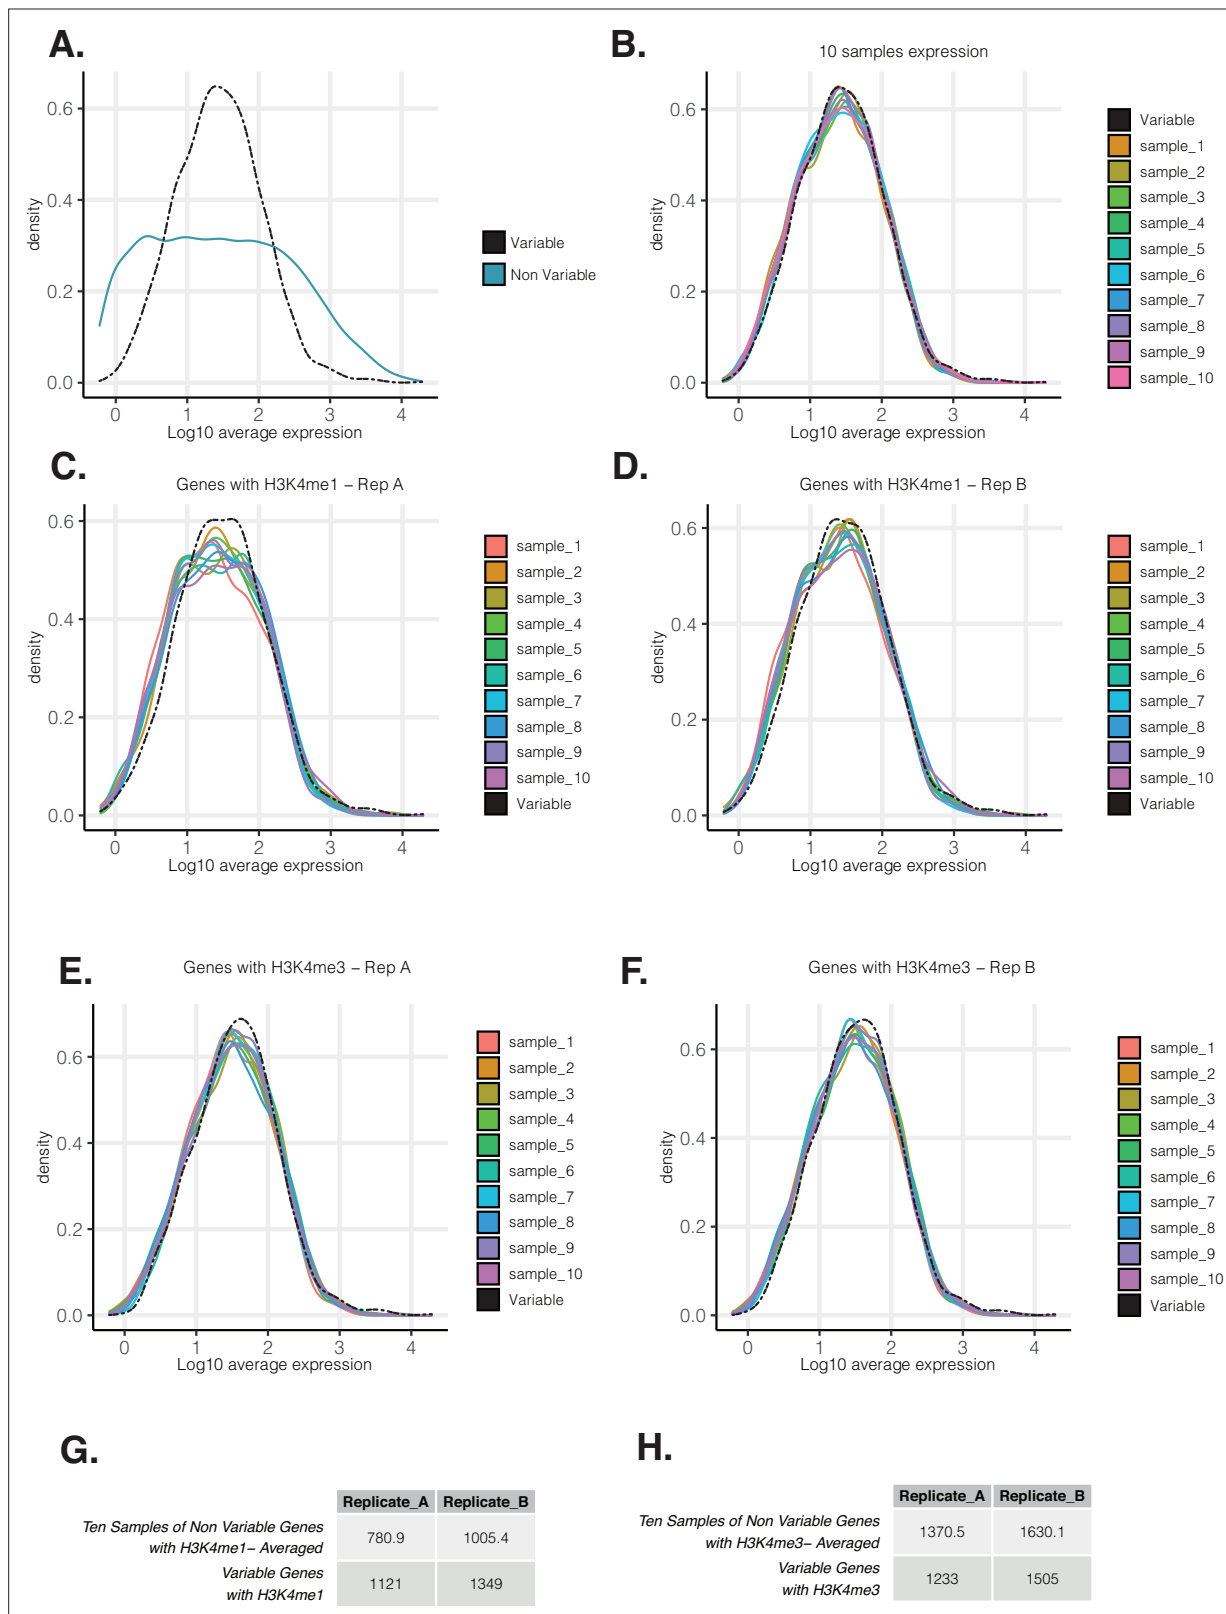 A.
0.6
0.4
0.2
0.0
density
0 1 2 3 4
Log10 average expression
Variable
Non Variable
B.
10 samples expression
0.6
0.4
0.2
0.0
density
0 1 2 3 4
Log10 average expression
Variable
sample_1
sample_2
sample_3
sample_4
sample_5
sample_6
sample_7
sample_8
sample_9
sample_10
C.
Genes with H3K4me1 – Rep A
0.6
0.4
0.2
0.0
density
0 1 2 3 4
Log10 average expression
sample_1
sample_2
sample_3
sample_4
sample_5
sample_6
sample_7
sample_8
sample_9
sample_10
Variable
D.
Genes with H3K4me1 – Rep B
0.6
0.4
0.2
0.0
density
0 1 2 3 4
Log10 average expression
sample_1
sample_2
sample_3
sample_4
sample_5
sample_6
sample_7
sample_8
sample_9
sample_10
Variable
E.
Genes with H3K4me3 – Rep A
0.6
0.4
0.2
0.0
density
0 1 2 3 4
Log10 average expression
sample_1
sample_2
sample_3
sample_4
sample_5
sample_6
sample_7
sample_8
sample_9
sample_10
Variable
F.
Genes with H3K4me3 – Rep B
0.6
0.4
0.2
0.0
density
0 1 2 3 4
Log10 average expression
sample_1
sample_2
sample_3
sample_4
sample_5
sample_6
sample_7
sample_8
sample_9
sample_10
Variable
G.
Replicate_A Replicate_B
Ten Samples of Non Variable Genes
with H3K4me1– Averaged 780.9 1005.4
Variable Genes
with H3K4me1 1121 1349
H.
Replicate_A Replicate_B
Ten Samples of Non Variable Genes
with H3K4me3– Averaged 1370.5 1630.1
Variable Genes
with H3K4me3 1233 1505